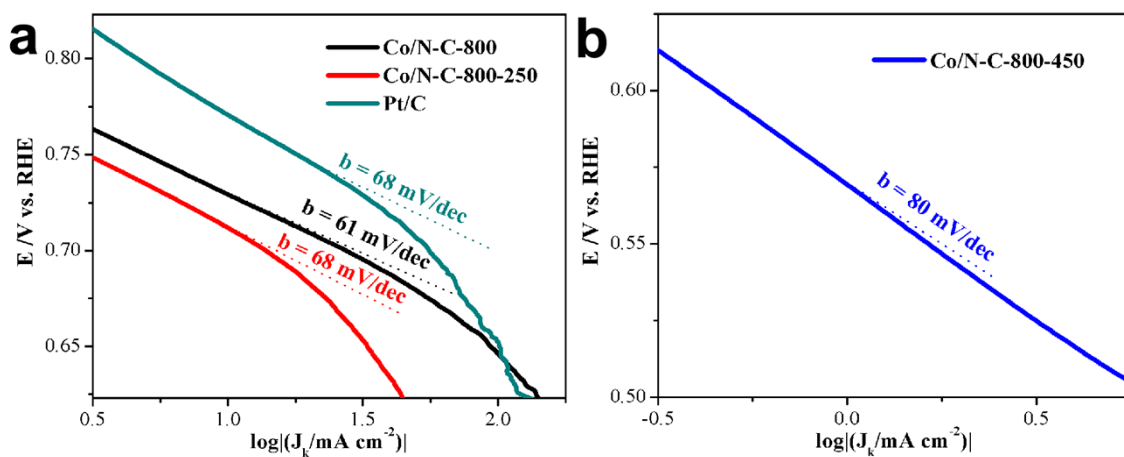 a
Co/N-C-800
Co/N-C-800-250
Pt/C
0.80
0.75
0.70
0.65
E /V vs. RHE
b = 68 mV/dec
b = 61 mV/dec
b = 68 mV/dec
0.5 1.0 1.5 2.0
log|(J_k/mA cm^-2)|
b
Co/N-C-800-450
0.60
0.55
0.50
E /V vs. RHE
b = 80 mV/dec
-0.5 0.0 0.5
log|(J_k/mA cm^-2)|